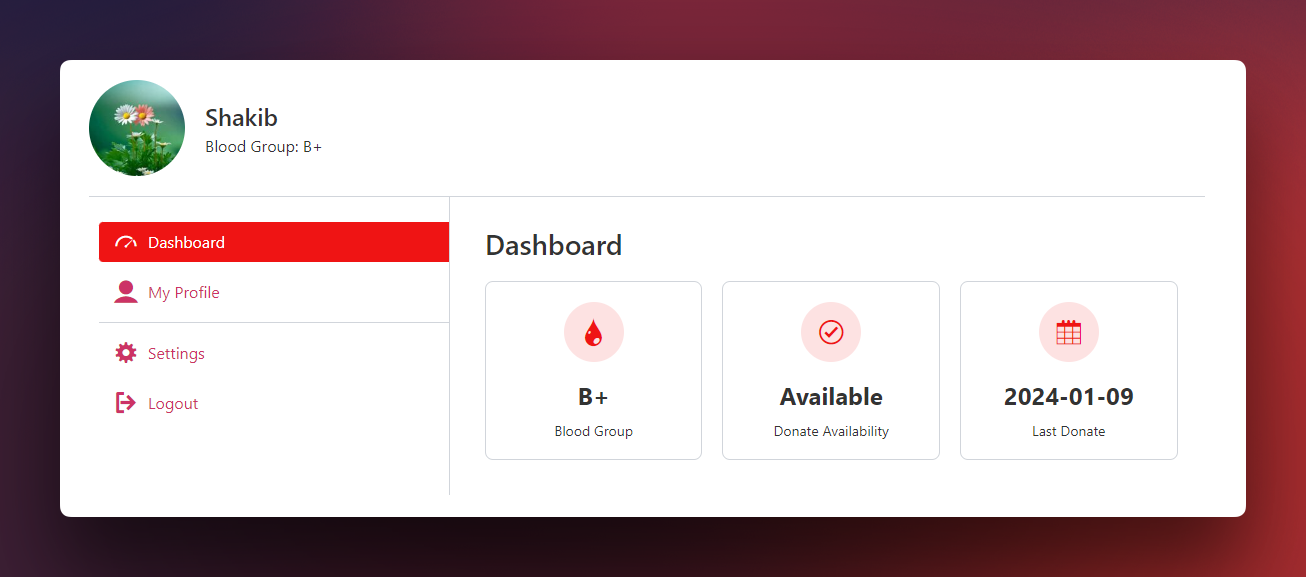 Shakib
Blood Group: B+
Dashboard
My Profile
Settings
Logout
Dashboard
B+
Blood Group
Available
Donate Availability
2024-01-09
Last Donate